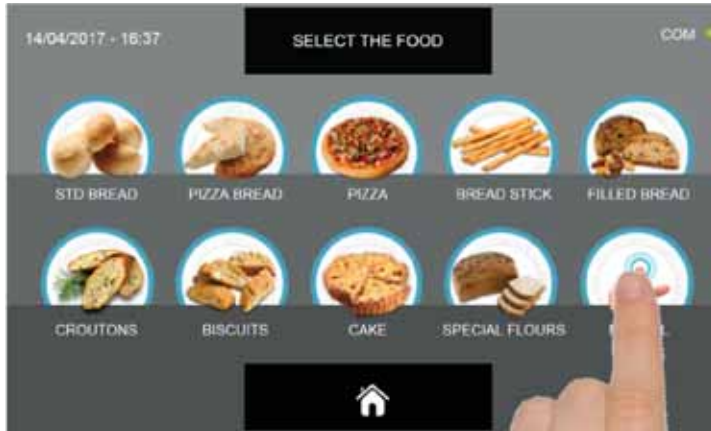 14/04/2017 - 16:37
SELECT THE FOOD
COM
STD BREAD
PIZZA BREAD
PIZZA
BREAD STICK
FILLED BREAD
CROUTONS
BISCUITS
CAKE
SPECIAL FLOURS